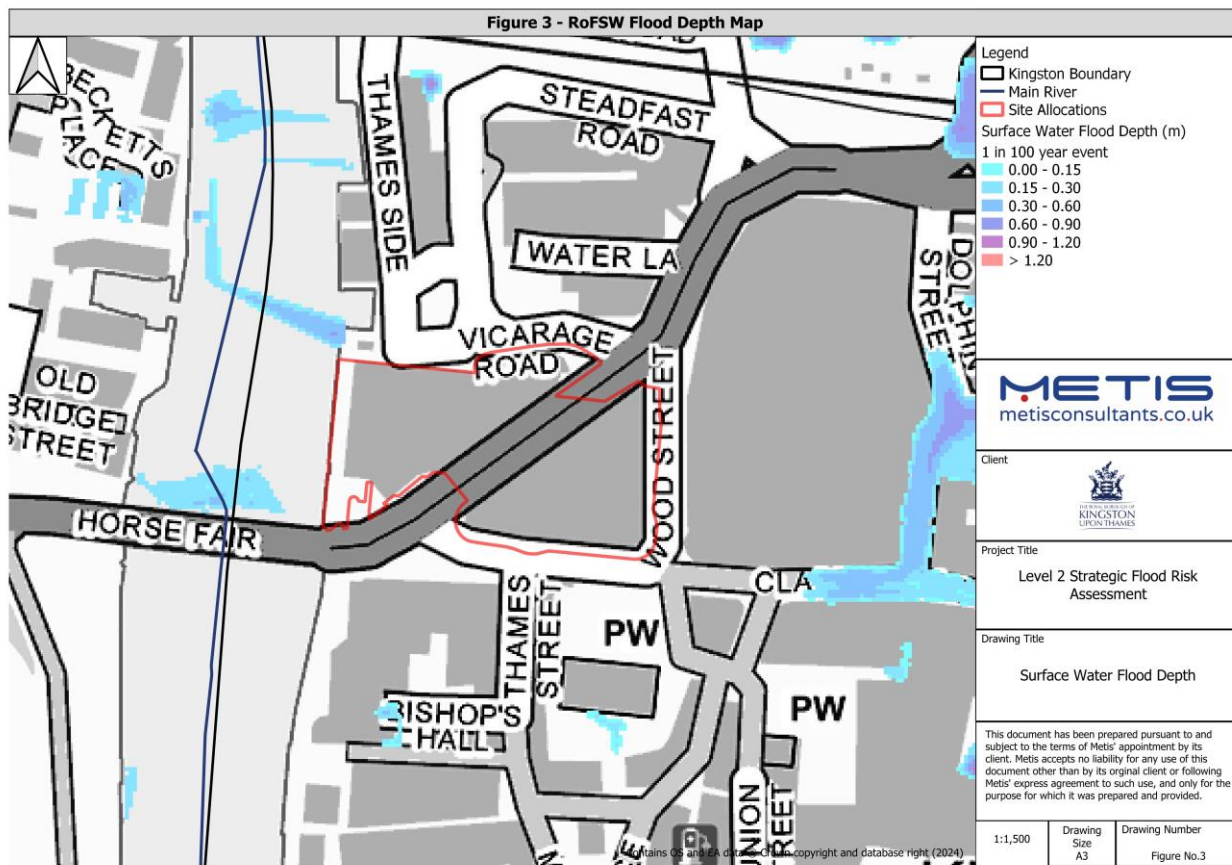 Figure 3 - RoFSW Flood Depth Map
BECKETTS
PLACE
THAMES SIDE
STEADFAST
ROAD
WATER LA
VICARAGE
ROAD
OLD
BRIDGE
STREET
HORSE FAIR
WOOD STREET
DOLPHIN
STREET
CLA
THAMES
STREET
PW
BISHOP'S
HALL
PW
UNION
STREET
Contains OS and EA data © Crown copyright and database right (2024)
Legend
Kingston Boundary
Main River
Site Allocations
Surface Water Flood Depth (m)
1 in 100 year event
0.00 - 0.15
0.15 - 0.30
0.30 - 0.60
0.60 - 0.90
0.90 - 1.20
> 1.20
METIS
metisconsultants.co.uk
Client
THE ROYAL BOROUGH OF
KINGSTON
UPON THAMES
Project Title
Level 2 Strategic Flood Risk
Assessment
Drawing Title
Surface Water Flood Depth
This document has been prepared pursuant to and
subject to the terms of Metis' appointment by its
client. Metis accepts no liability for any use of this
document other than by its orginal client or following
Metis' express agreement to such use, and only for the
purpose for which it was prepared and provided.
1:1,500
Drawing
Size
A3
Drawing Number
Figure No.3